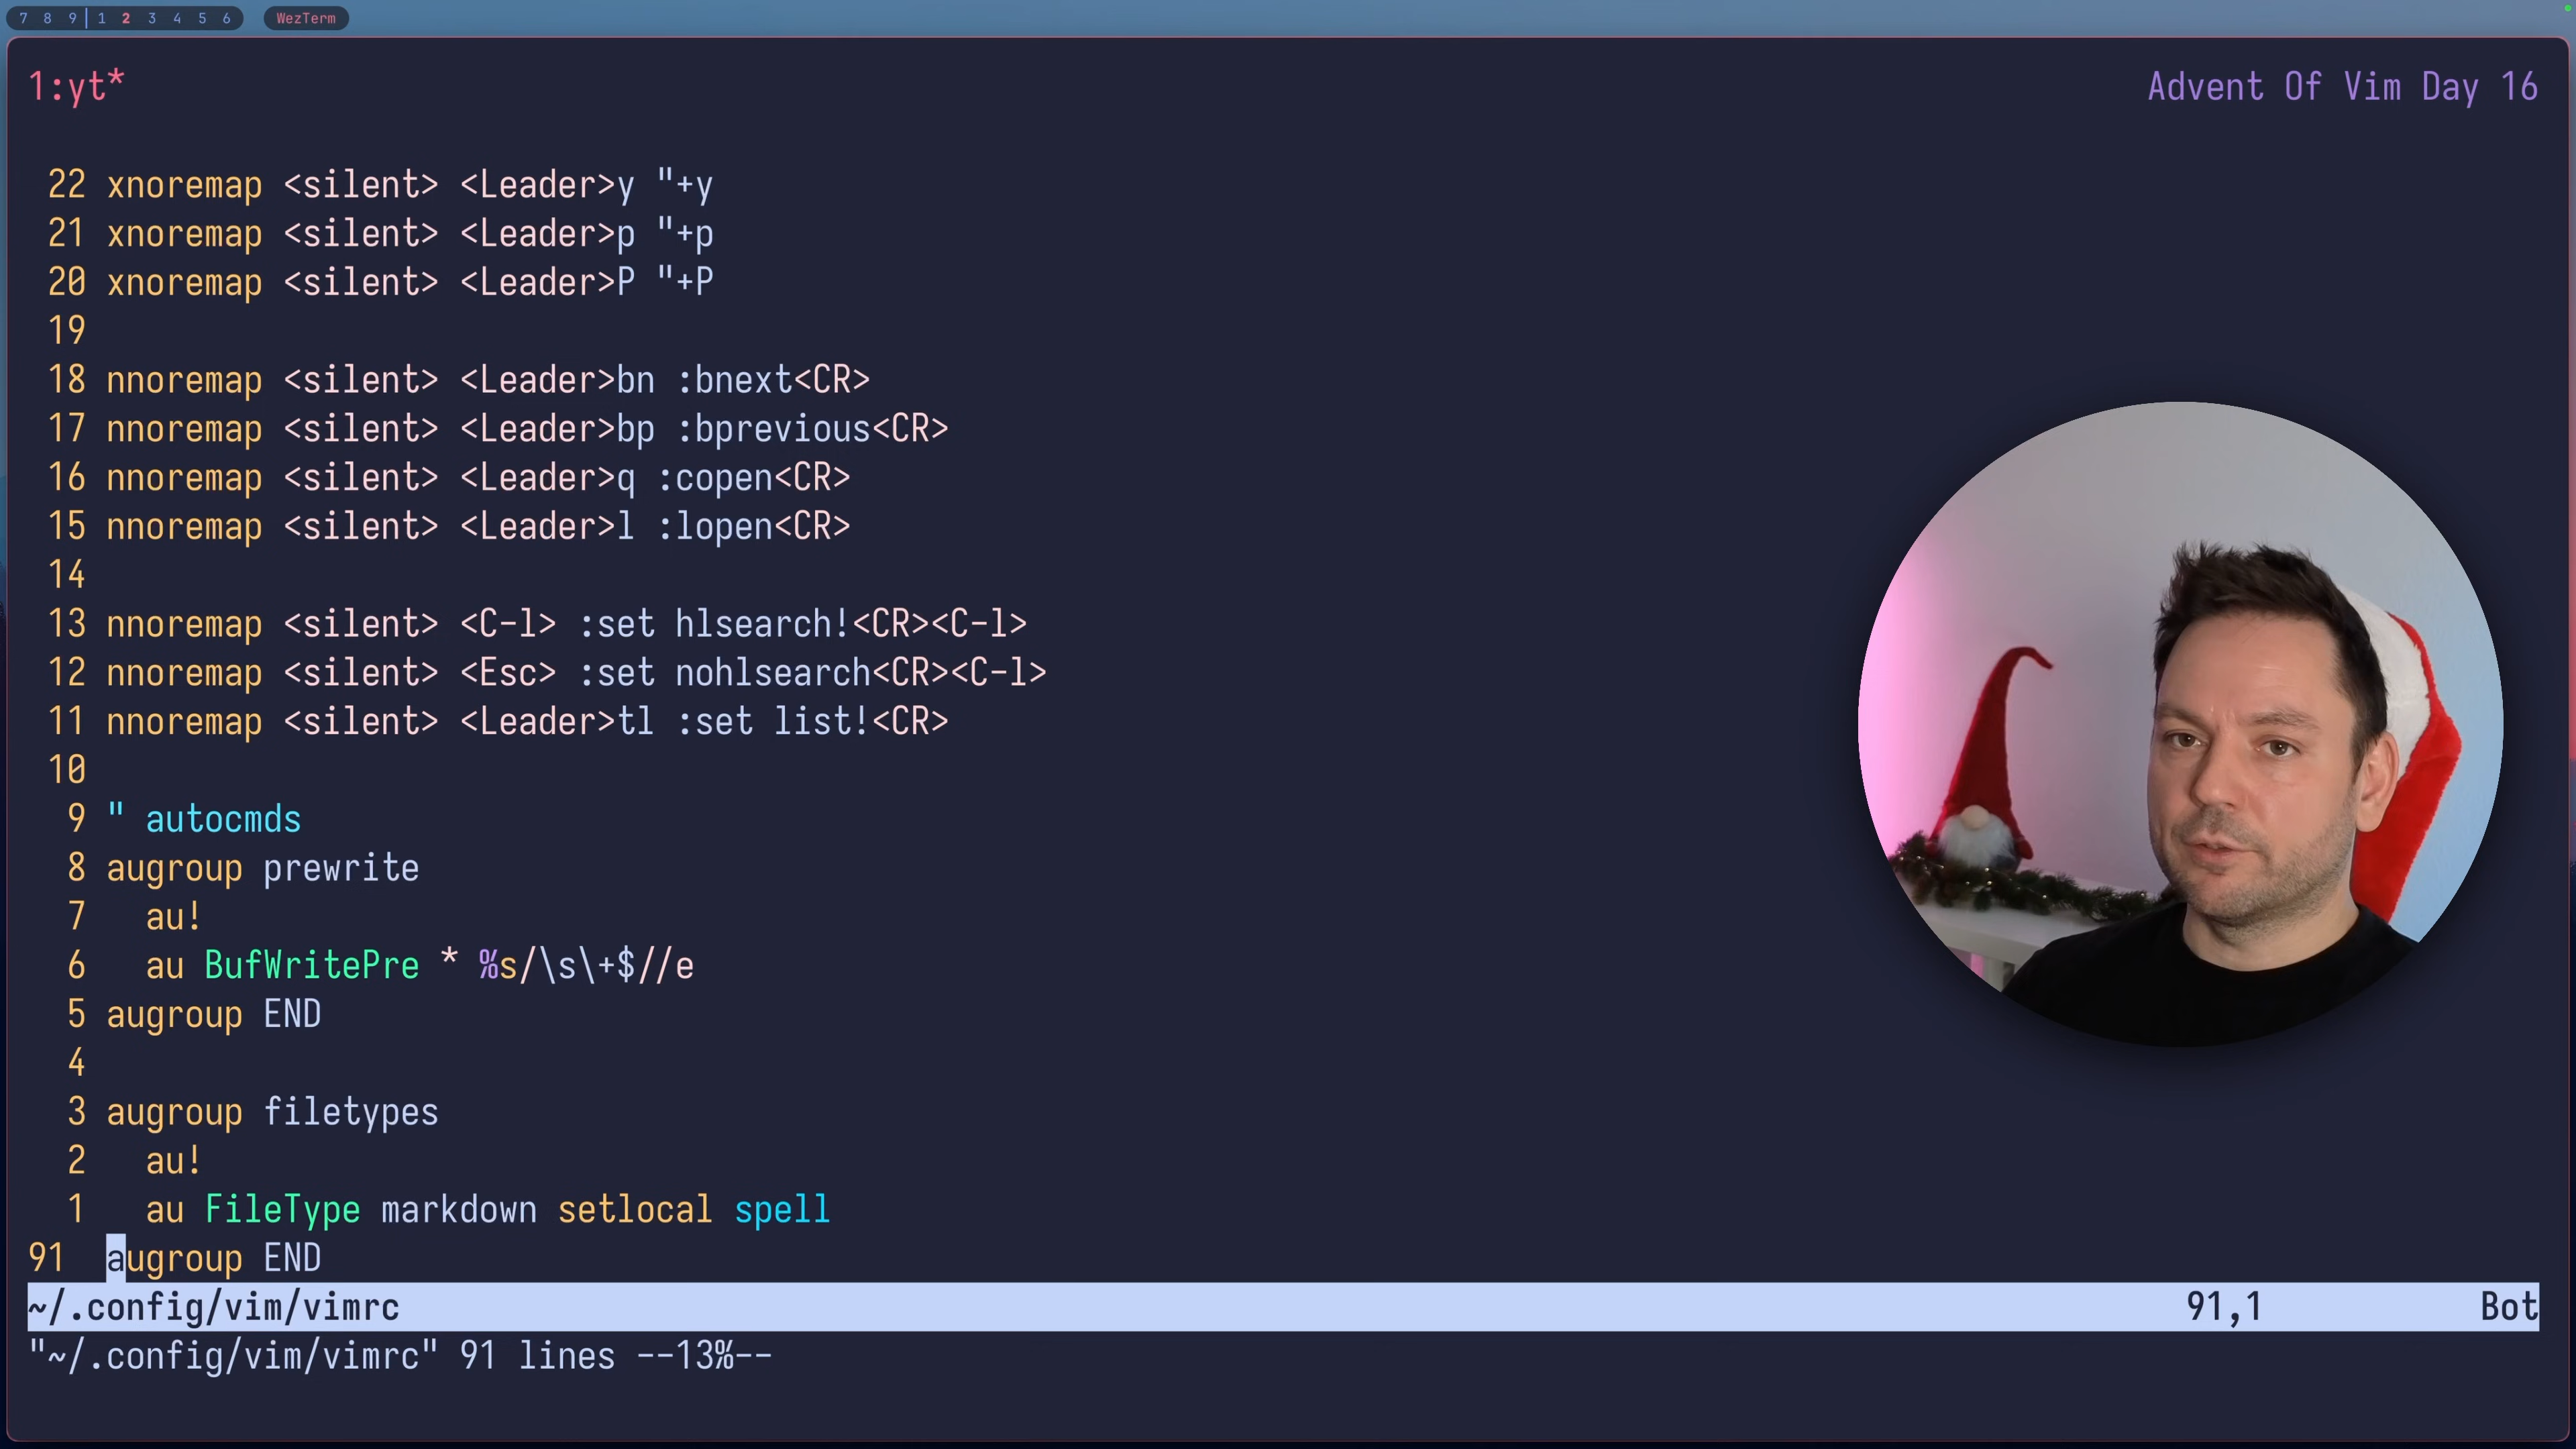 7 8 9 | 1 2 3 4 5 6 WezTerm
1:yt* Advent Of Vim Day 16
22 xnoremap <silent> <Leader>y "+y
21 xnoremap <silent> <Leader>p "+p
20 xnoremap <silent> <Leader>P "+P
19
18 nnoremap <silent> <Leader>bn :bnext<CR>
17 nnoremap <silent> <Leader>bp :bprevious<CR>
16 nnoremap <silent> <Leader>q :copen<CR>
15 nnoremap <silent> <Leader>l :lopen<CR>
14
13 nnoremap <silent> <C-l> :set hlsearch!<CR><C-l>
12 nnoremap <silent> <Esc> :set nohlsearch<CR><C-l>
11 nnoremap <silent> <Leader>tl :set list!<CR>
10
9 " autocmds
8 augroup prewrite
7   au!
6   au BufWritePre * %s/\s\+$//e
5 augroup END
4
3 augroup filetypes
2   au!
1   au FileType markdown setlocal spell
91 augroup END
~/.config/vim/vimrc 91,1 Bot
"~/.config/vim/vimrc" 91 lines --13%--